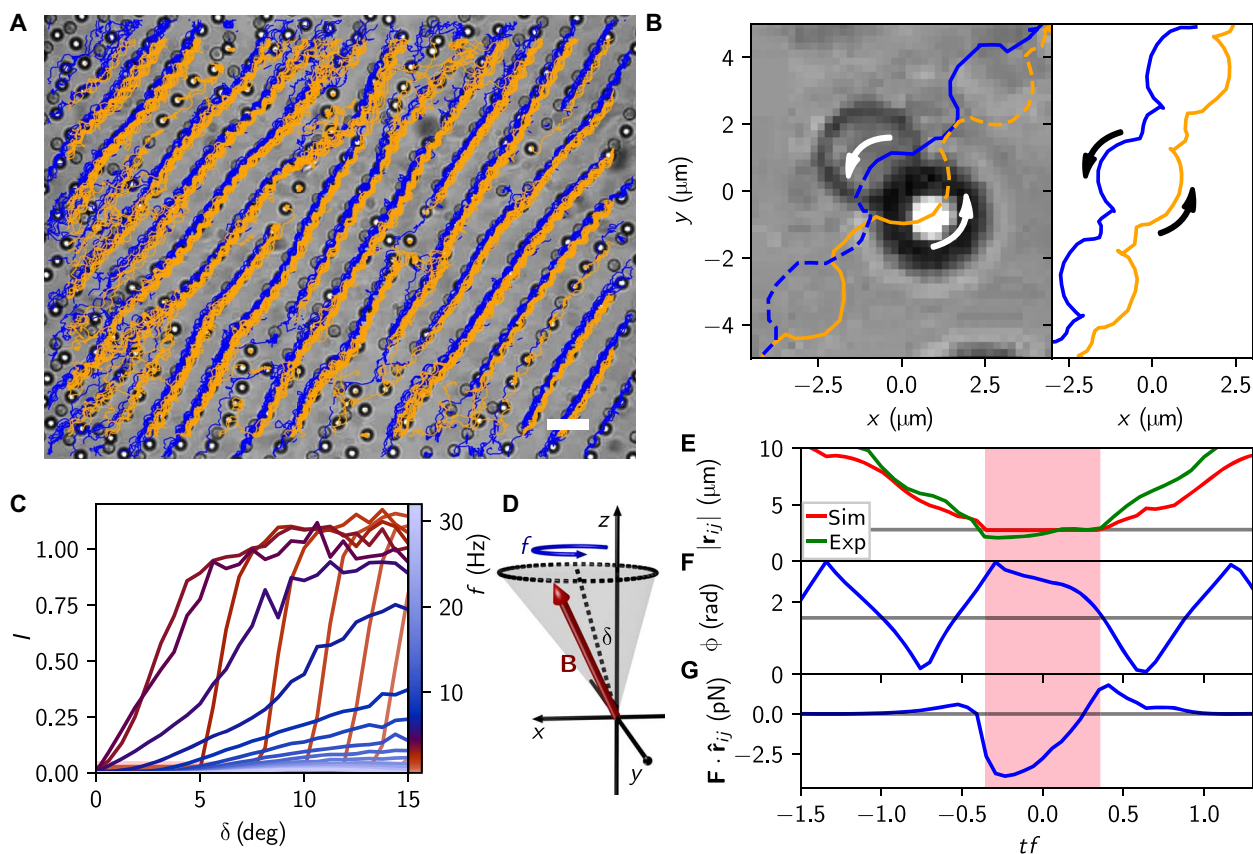 A
B
y (μm)
4
2
0
−2
−4
−2.5 0.0 2.5
x (μm)
−2.5 0.0 2.5
x (μm)
C
I
1.00
0.75
0.50
0.25
0.00
0 5 10 15
δ (deg)
30
20
10
f (Hz)
D
z
f
δ
B
x
y
E
10
5
0
|r_ij| (μm)
Sim
Exp
F
2
0
ϕ (rad)
G
0.0
−2.5
F · r̂_ij (pN)
−1.5 −1.0 −0.5 0.0 0.5 1.0
tf